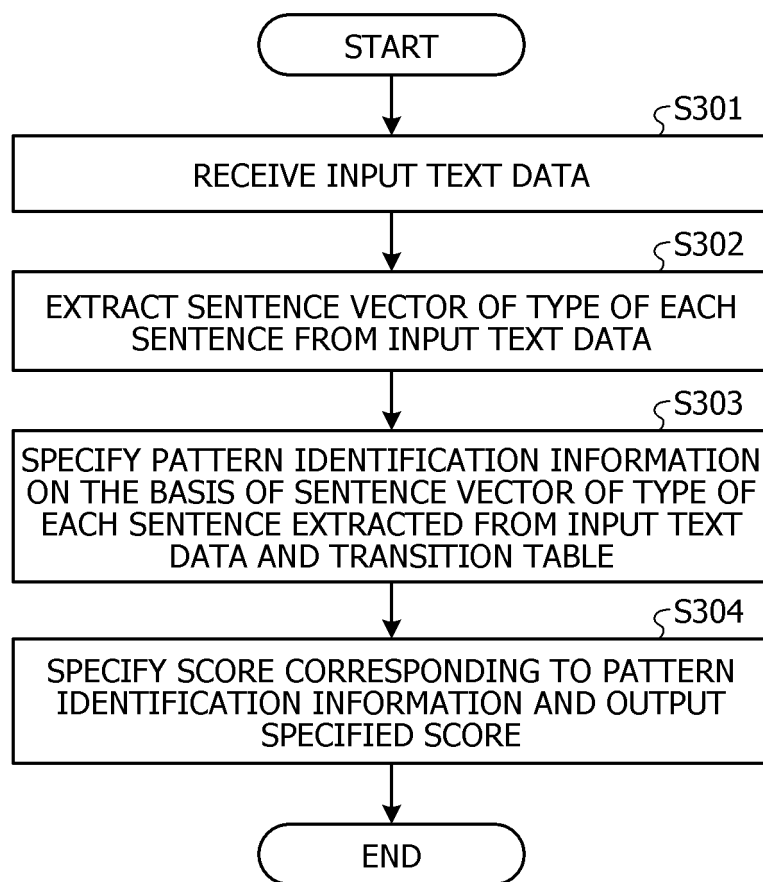 START
S301
RECEIVE INPUT TEXT DATA
S302
EXTRACT SENTENCE VECTOR OF TYPE OF EACH
SENTENCE FROM INPUT TEXT DATA
S303
SPECIFY PATTERN IDENTIFICATION INFORMATION
ON THE BASIS OF SENTENCE VECTOR OF TYPE OF
EACH SENTENCE EXTRACTED FROM INPUT TEXT
DATA AND TRANSITION TABLE
S304
SPECIFY SCORE CORRESPONDING TO PATTERN
IDENTIFICATION INFORMATION AND OUTPUT
SPECIFIED SCORE
END